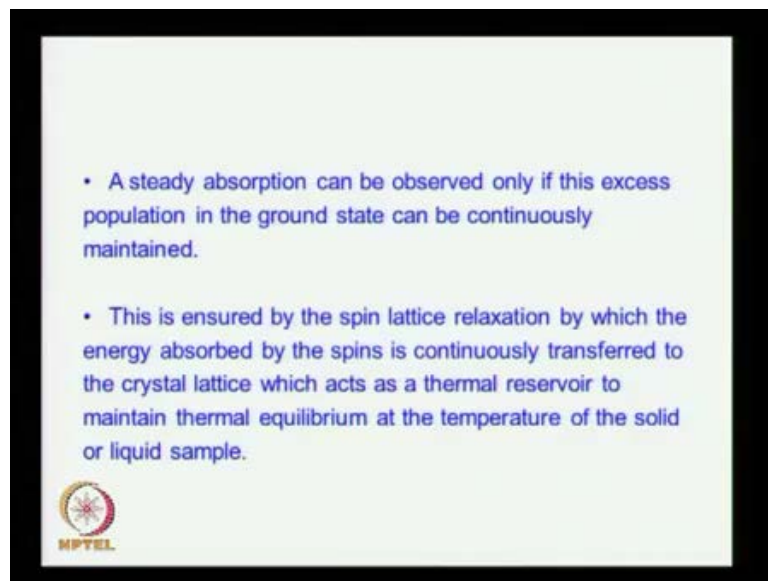 • A steady absorption can be observed only if this excess
population in the ground state can be continuously
maintained.
• This is ensured by the spin lattice relaxation by which the
energy absorbed by the spins is continuously transferred to
the crystal lattice which acts as a thermal reservoir to
maintain thermal equilibrium at the temperature of the solid
or liquid sample.
NPTEL